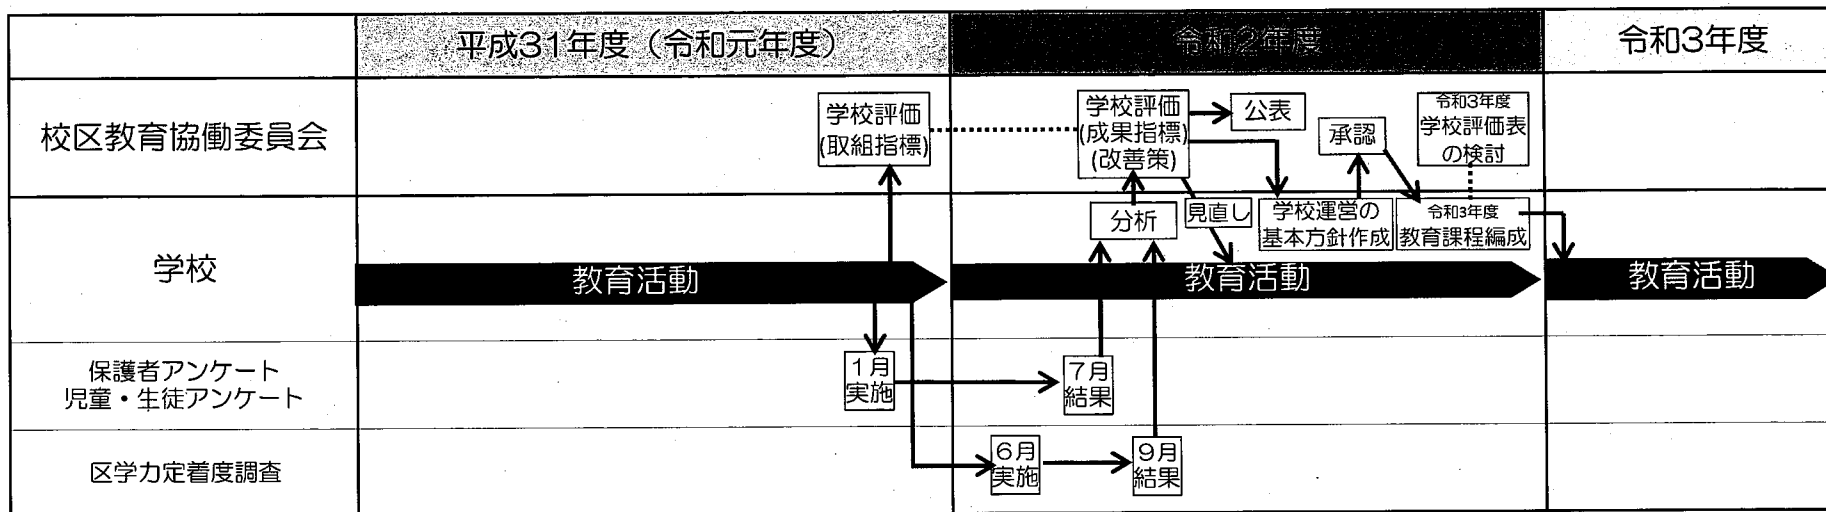 平成31年度（令和元年度）
令和2年度
令和3年度
校区教育協働委員会
学校評価
(取組指標)
学校評価
(成果指標)
(改善策)
公表
承認
令和3年度
学校評価表
の検討
学校
分析
見直し
学校運営の
基本方針作成
令和3年度
教育課程編成
教育活動
教育活動
教育活動
保護者アンケート
児童・生徒アンケート
1月
実施
7月
結果
区学力定着度調査
6月
実施
9月
結果